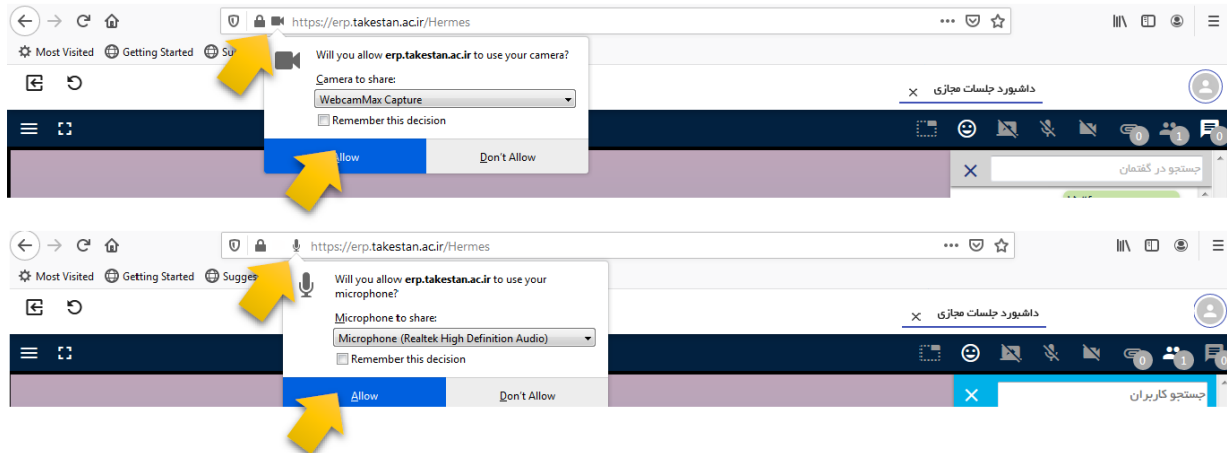 https://erp.takestan.ac.ir/Hermes
Most Visited Getting Started
Will you allow erp.takestan.ac.ir to use your camera?
Camera to share:
WebcamMax Capture
Remember this decision
Allow Don't Allow
داشبورد جلسات مجازی
0 1 0
جستجو در گفتمان
https://erp.takestan.ac.ir/Hermes
Most Visited Getting Started
Will you allow erp.takestan.ac.ir to use your
microphone?
Microphone to share:
Microphone (Realtek High Definition Audio)
Remember this decision
Allow Don't Allow
داشبورد جلسات مجازی
0 1 0
جستجو کاربران